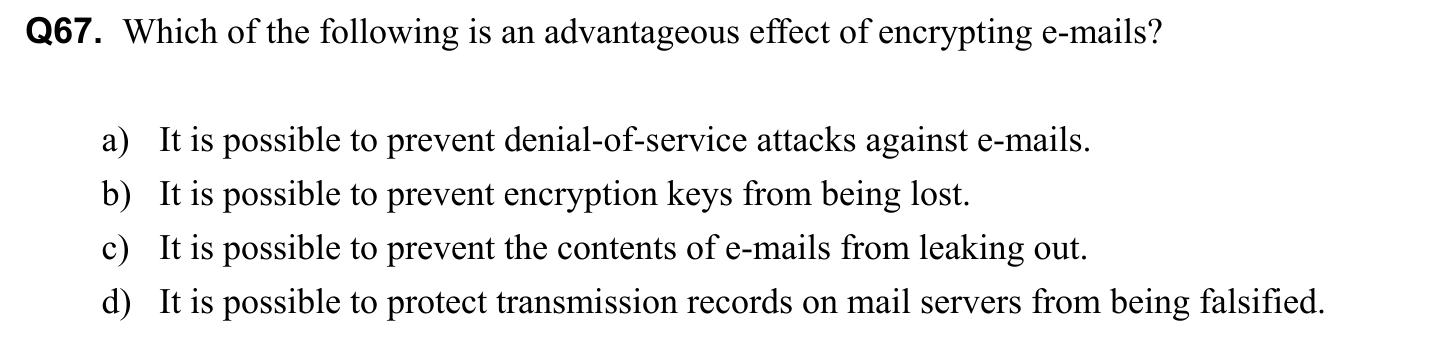 Q67. Which of the following is an advantageous effect of encrypting e-mails?
a) It is possible to prevent denial-of-service attacks against e-mails.
b) It is possible to prevent encryption keys from being lost.
c) It is possible to prevent the contents of e-mails from leaking out.
d) It is possible to protect transmission records on mail servers from being falsified.